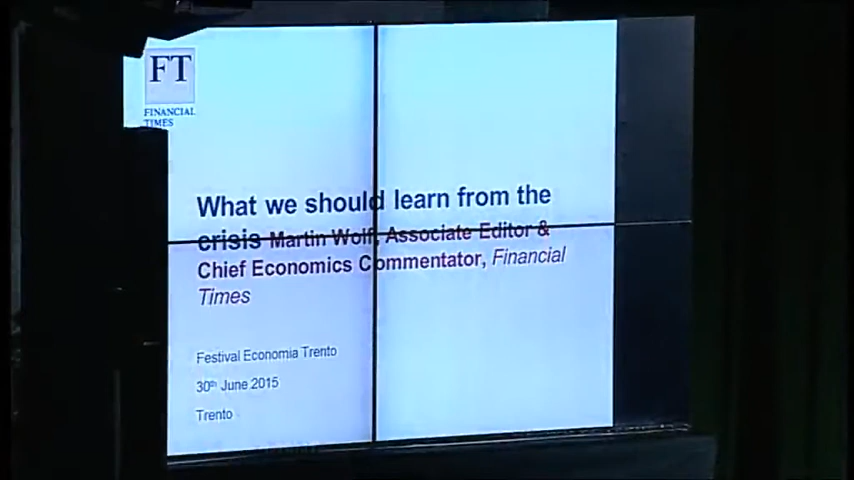 FT
FINANCIAL
TIMES
What we should learn from the
crisis Martin Wolf, Associate Editor &
Chief Economics Commentator, Financial
Times
Festival Economia Trento
30th June 2015
Trento